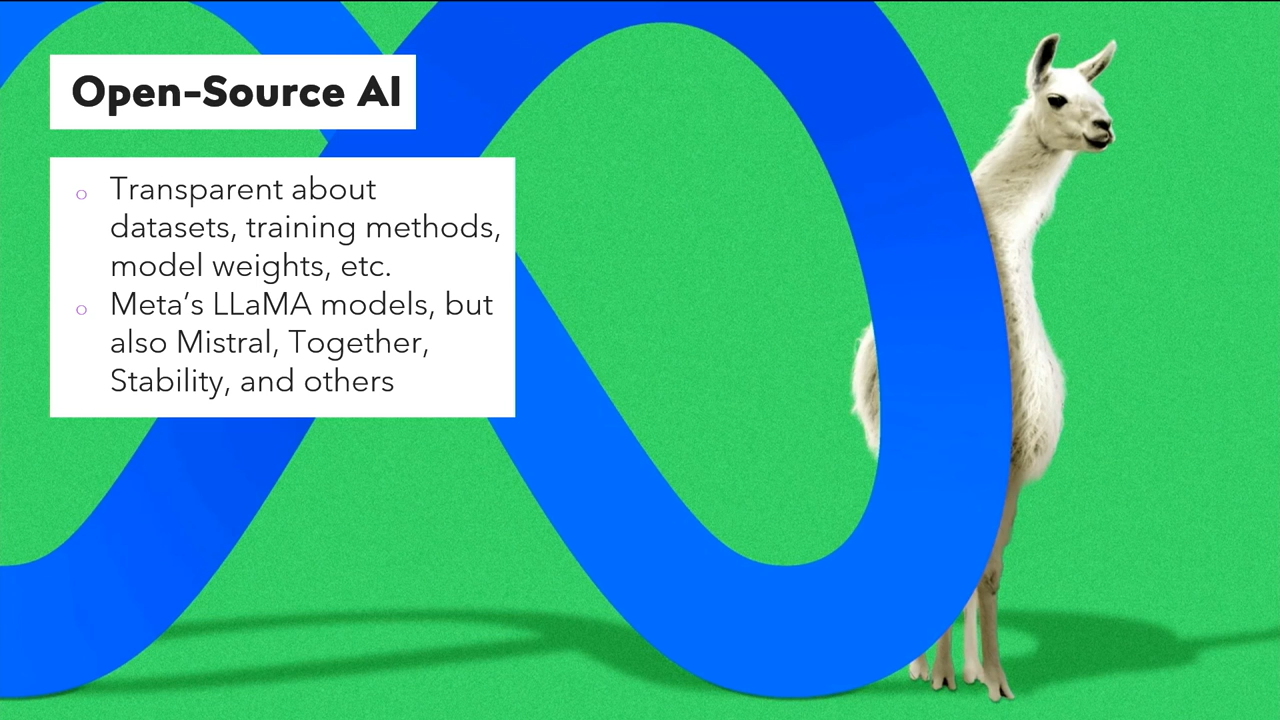 Open-Source AI
○ Transparent about
datasets, training methods,
model weights, etc.
○ Meta’s LLaMA models, but
also Mistral, Together,
Stability, and others